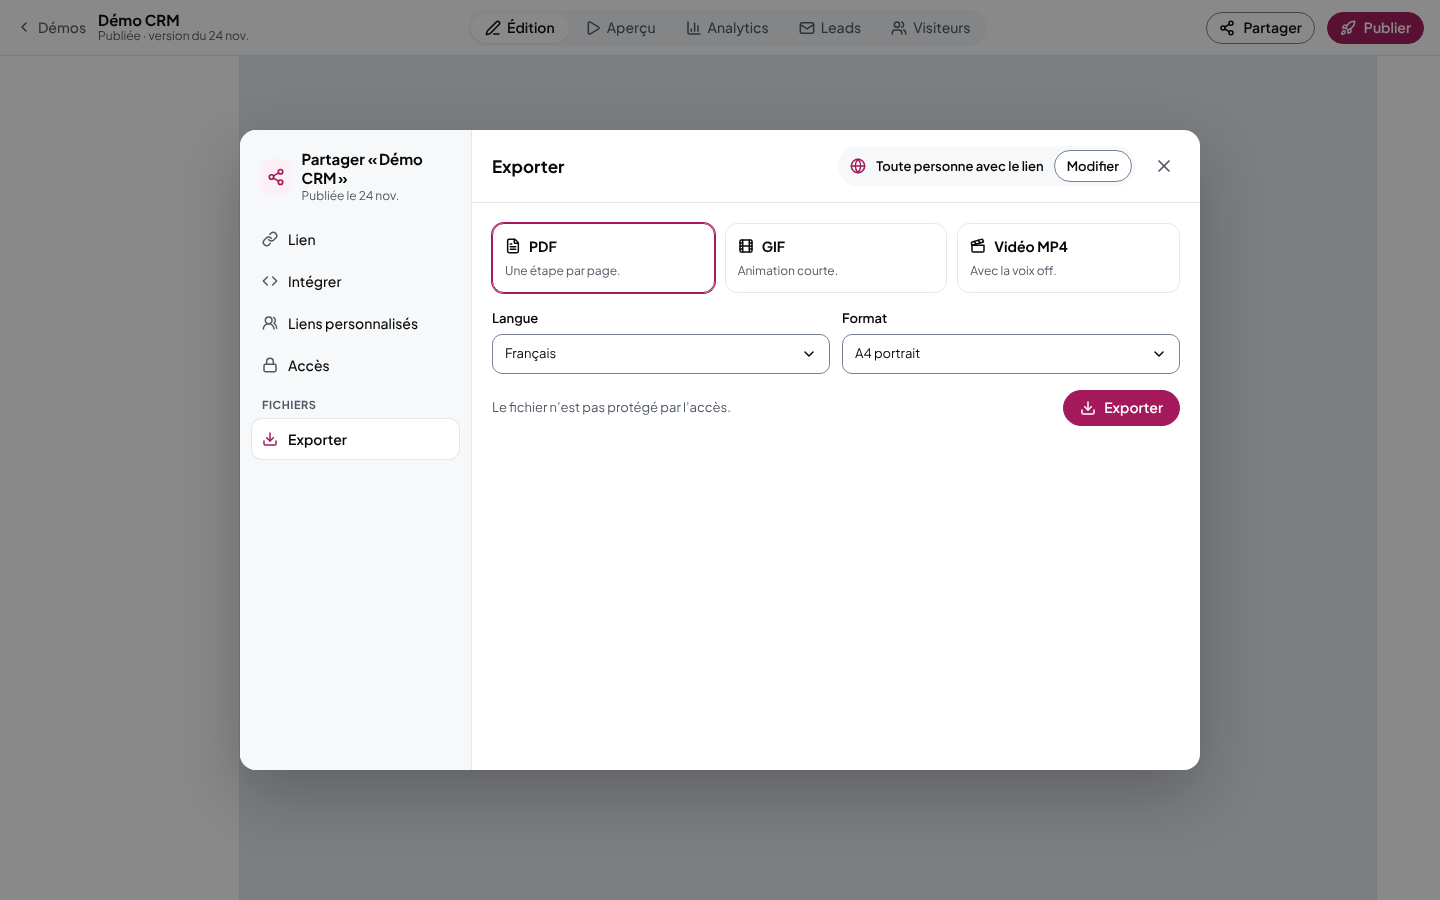 Démos
Démo CRM
Publiée · version du 24 nov.
Édition
Aperçu
Analytics
Leads
Visiteurs
Partager
Publier
Partager « Démo
CRM »
Publiée le 24 nov.
Lien
Intégrer
Liens personnalisés
Accès
FICHIERS
Exporter
Exporter
Toute personne avec le lien
Modifier
PDF
Une étape par page.
GIF
Animation courte.
Vidéo MP4
Avec la voix off.
Langue
Format
Français
A4 portrait
Le fichier n’est pas protégé par l’accès.
Exporter